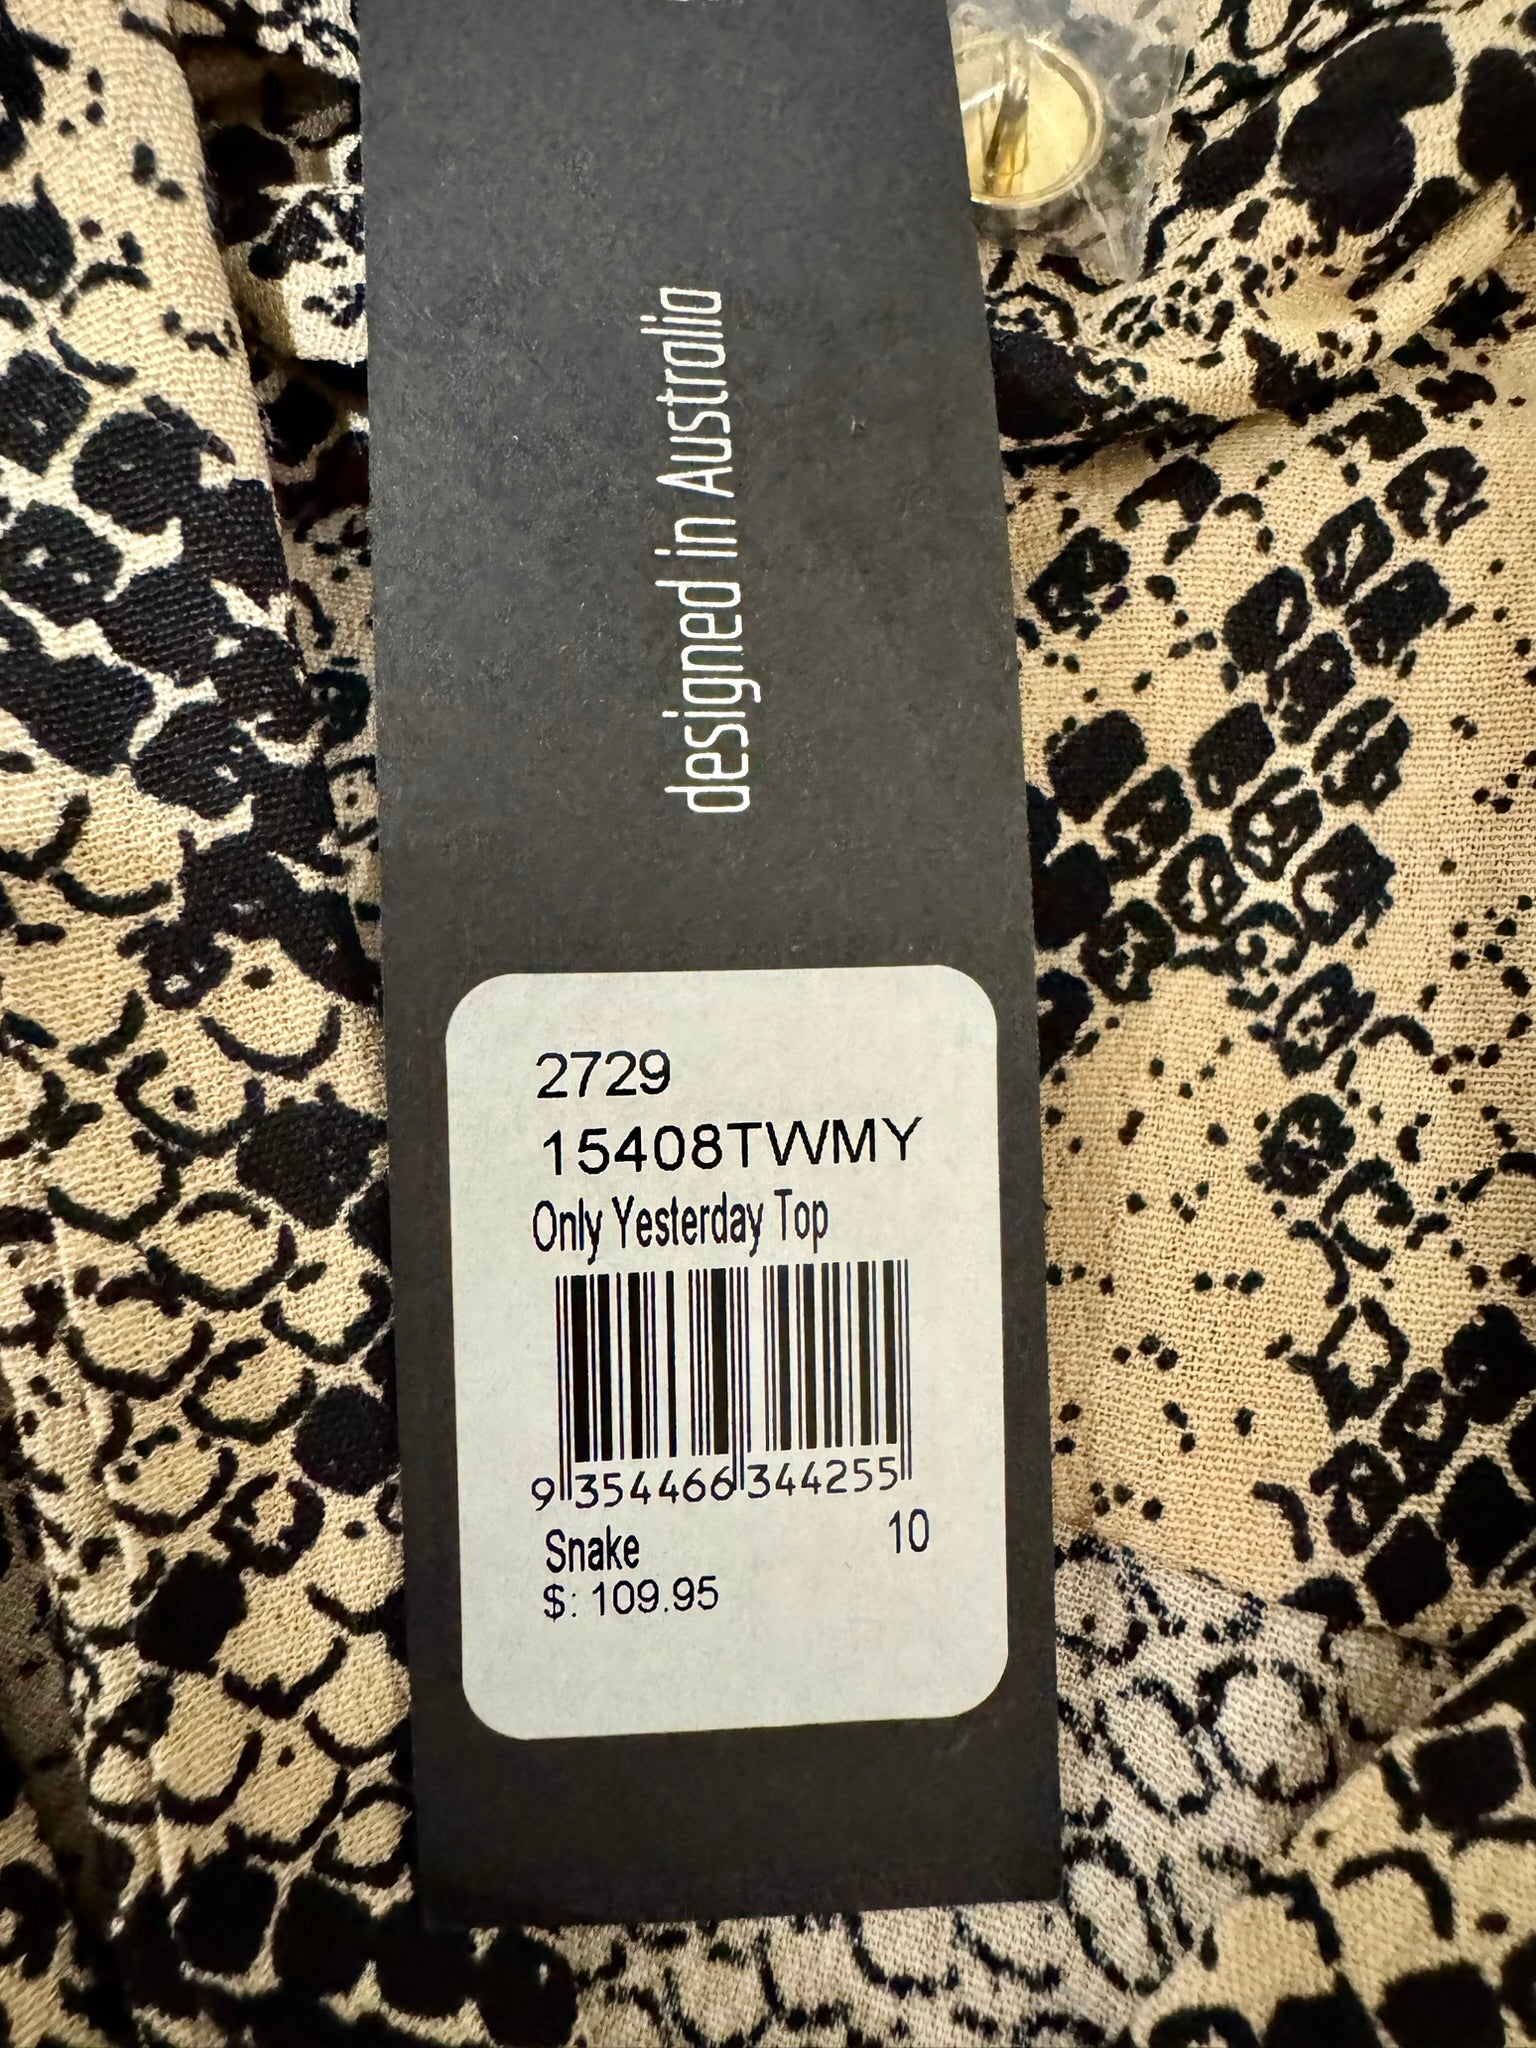 designed in Australia
2729
15408TWMY
Only Yesterday Top
9 354466 344255
Snake 10
$: 109.95